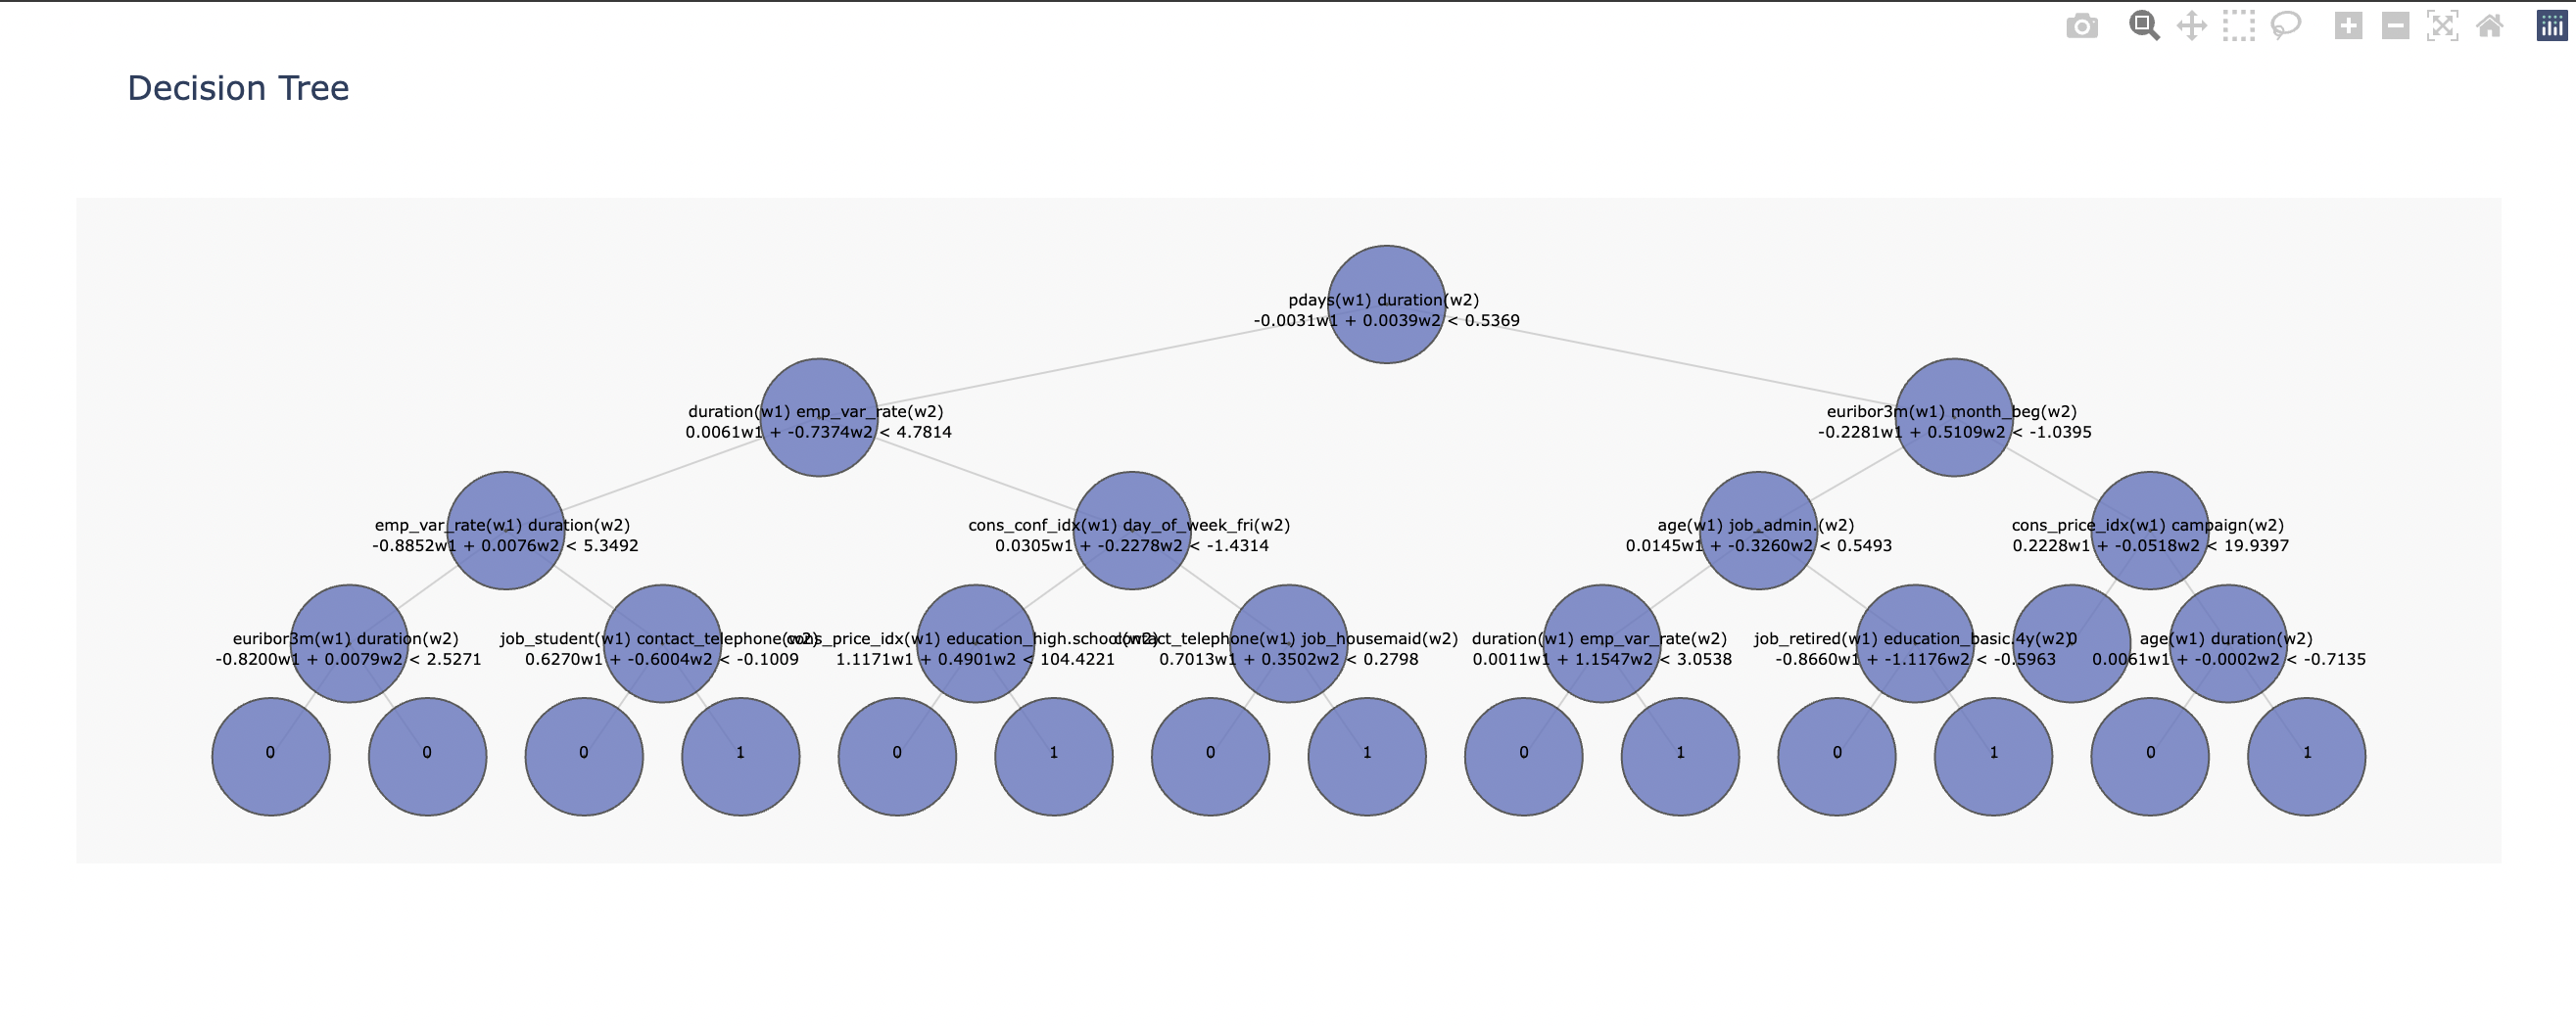 Decision Tree
pdays(w1) duration(w2)
-0.0031w1 + 0.0039w2 < 0.5369
duration(w1) emp_var_rate(w2)
0.0061w1 + -0.7374w2 < 4.7814
euribor3m(w1) month_beg(w2)
-0.2281w1 + 0.5109w2 < -1.0395
emp_var_rate(w1) duration(w2)
-0.8852w1 + 0.0076w2 < 5.3492
cons_conf_idx(w1) day_of_week_fri(w2)
0.0305w1 + -0.2278w2 < -1.4314
age(w1) job_admin.(w2)
0.0145w1 + -0.3260w2 < 0.5493
cons_price_idx(w1) campaign(w2)
0.2228w1 + -0.0518w2 < 19.9397
euribor3m(w1) duration(w2)
-0.8200w1 + 0.0079w2 < 2.5271
job_student(w1) contact_telephone(w2)
0.6270w1 + -0.6004w2 < -0.1009
cons_price_idx(w1) education_high.school(w2)
1.1171w1 + 0.4901w2 < 104.4221
contact_telephone(w1) job_housemaid(w2)
0.7013w1 + 0.3502w2 < 0.2798
duration(w1) emp_var_rate(w2)
0.0011w1 + 1.1547w2 < 3.0538
job_retired(w1) education_basic.4y(w2)
-0.8660w1 + -1.1176w2 < -0.5963
0
age(w1) duration(w2)
0.0061w1 + -0.0002w2 < -0.7135
0
0
0
1
0
1
0
1
0
1
0
1
0
1